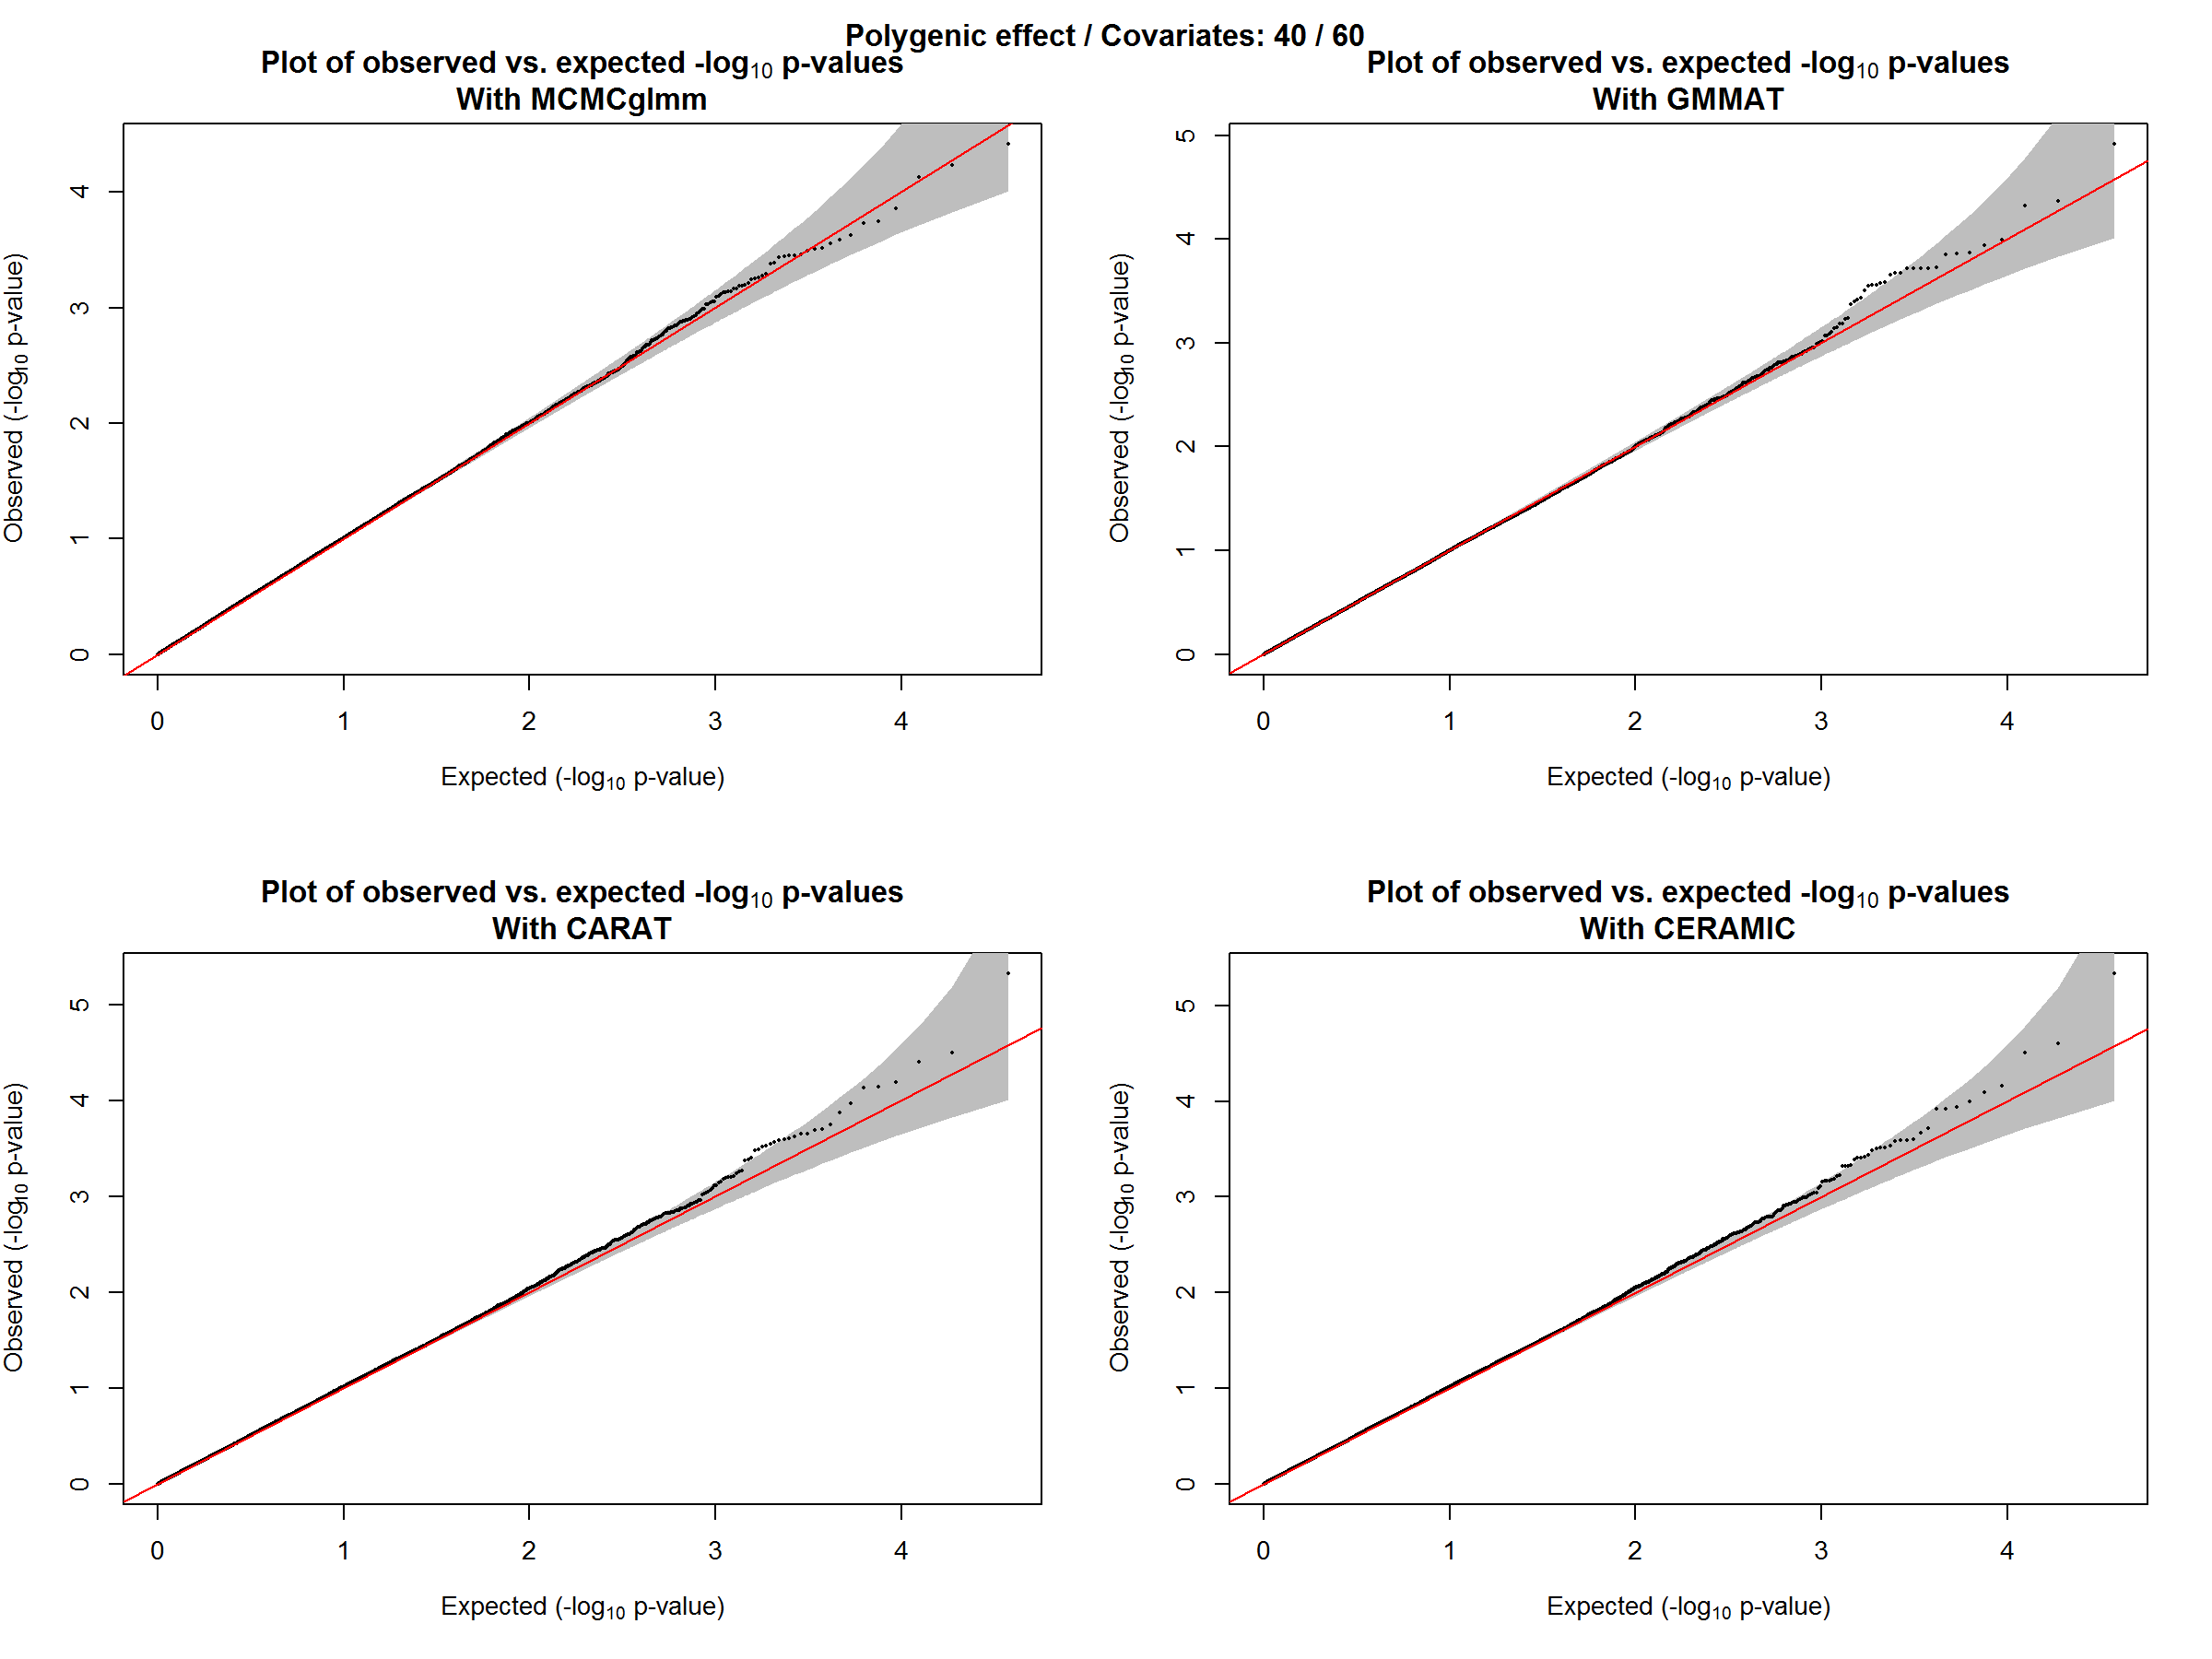 Polygenic effect / Covariates: 40 / 60
Plot of observed vs. expected -log10 p-values
With MCMCglmm
Observed (-log10 p-value)
4
3
2
1
0
0 1 2 3 4
Expected (-log10 p-value)
Plot of observed vs. expected -log10 p-values
With GMMAT
Observed (-log10 p-value)
5
4
3
2
1
0
0 1 2 3 4
Expected (-log10 p-value)
Plot of observed vs. expected -log10 p-values
With CARAT
Observed (-log10 p-value)
5
4
3
2
1
0
0 1 2 3 4
Expected (-log10 p-value)
Plot of observed vs. expected -log10 p-values
With CERAMIC
Observed (-log10 p-value)
5
4
3
2
1
0
0 1 2 3 4
Expected (-log10 p-value)